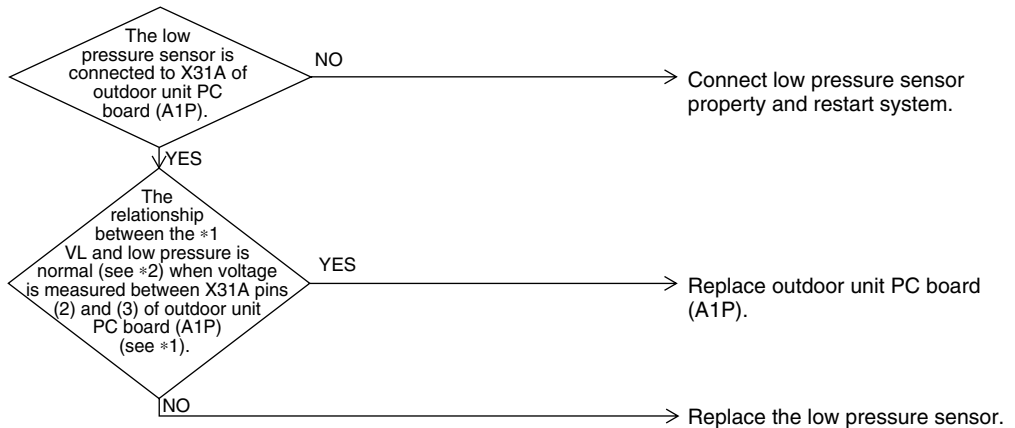 The low
pressure sensor is
connected to X31A of
outdoor unit PC
board (A1P).
NO
Connect low pressure sensor
property and restart system.
YES
The
relationship
between the *1
VL and low pressure is
normal (see *2) when voltage
is measured between X31A pins
(2) and (3) of outdoor unit
PC board (A1P)
(see *1).
YES
Replace outdoor unit PC board
(A1P).
NO
Replace the low pressure sensor.